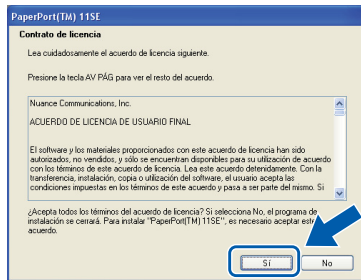 PaperPort(TM) 11SE
Contrato de licencia
Lea cuidadosamente el acuerdo de licencia siguiente.
Presione la tecla AV PÁG para ver el resto del acuerdo.
Nuance Communications, Inc.
ACUERDO DE LICENCIA DE USUARIO FINAL
El software y los materiales proporcionados con este acuerdo de licencia han sido
autorizados, no vendidos, y sólo se encuentran disponibles para su utilización de acuerdo
con los términos de este acuerdo de licencia. Lea este acuerdo detenidamente. Con la
transferencia, instalación, copia o utilización del software, el usuario acepta las
condiciones impuestas en los términos de este acuerdo y pasa a ser parte del mismo. Si
¿Acepta todos los términos del acuerdo de licencia? Si selecciona No, el programa de
instalación se cerrará. Para instalar "PaperPort(TM) 11SE", es necesario aceptar este
acuerdo.
Sí
No